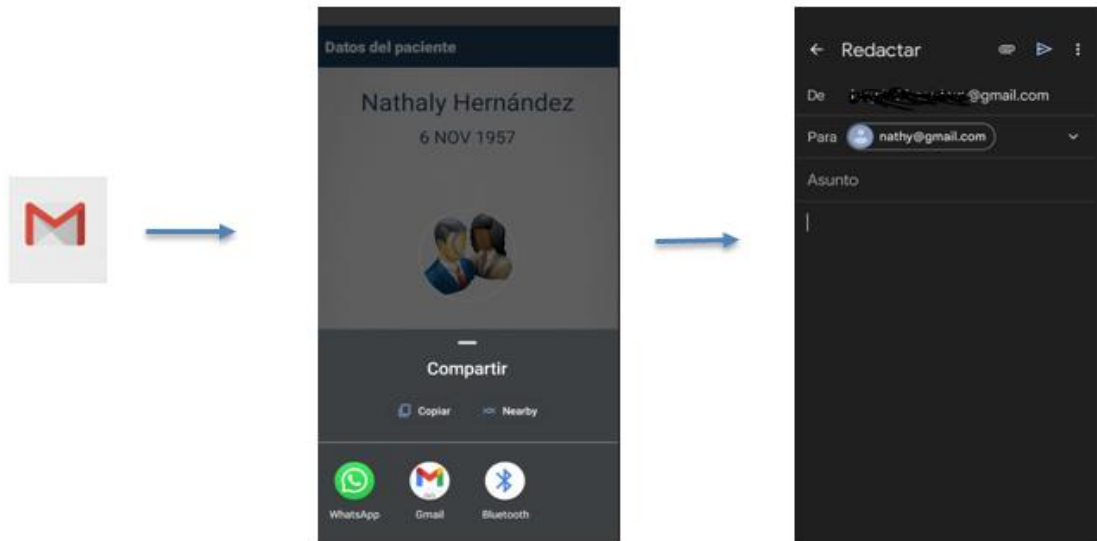 Datos del paciente
Nathaly Hernández
6 NOV 1957
Compartir
Copiar Nearby
WhatsApp Gmail Bluetooth
Redactar
De @gmail.com
Para nathy@gmail.com
Asunto